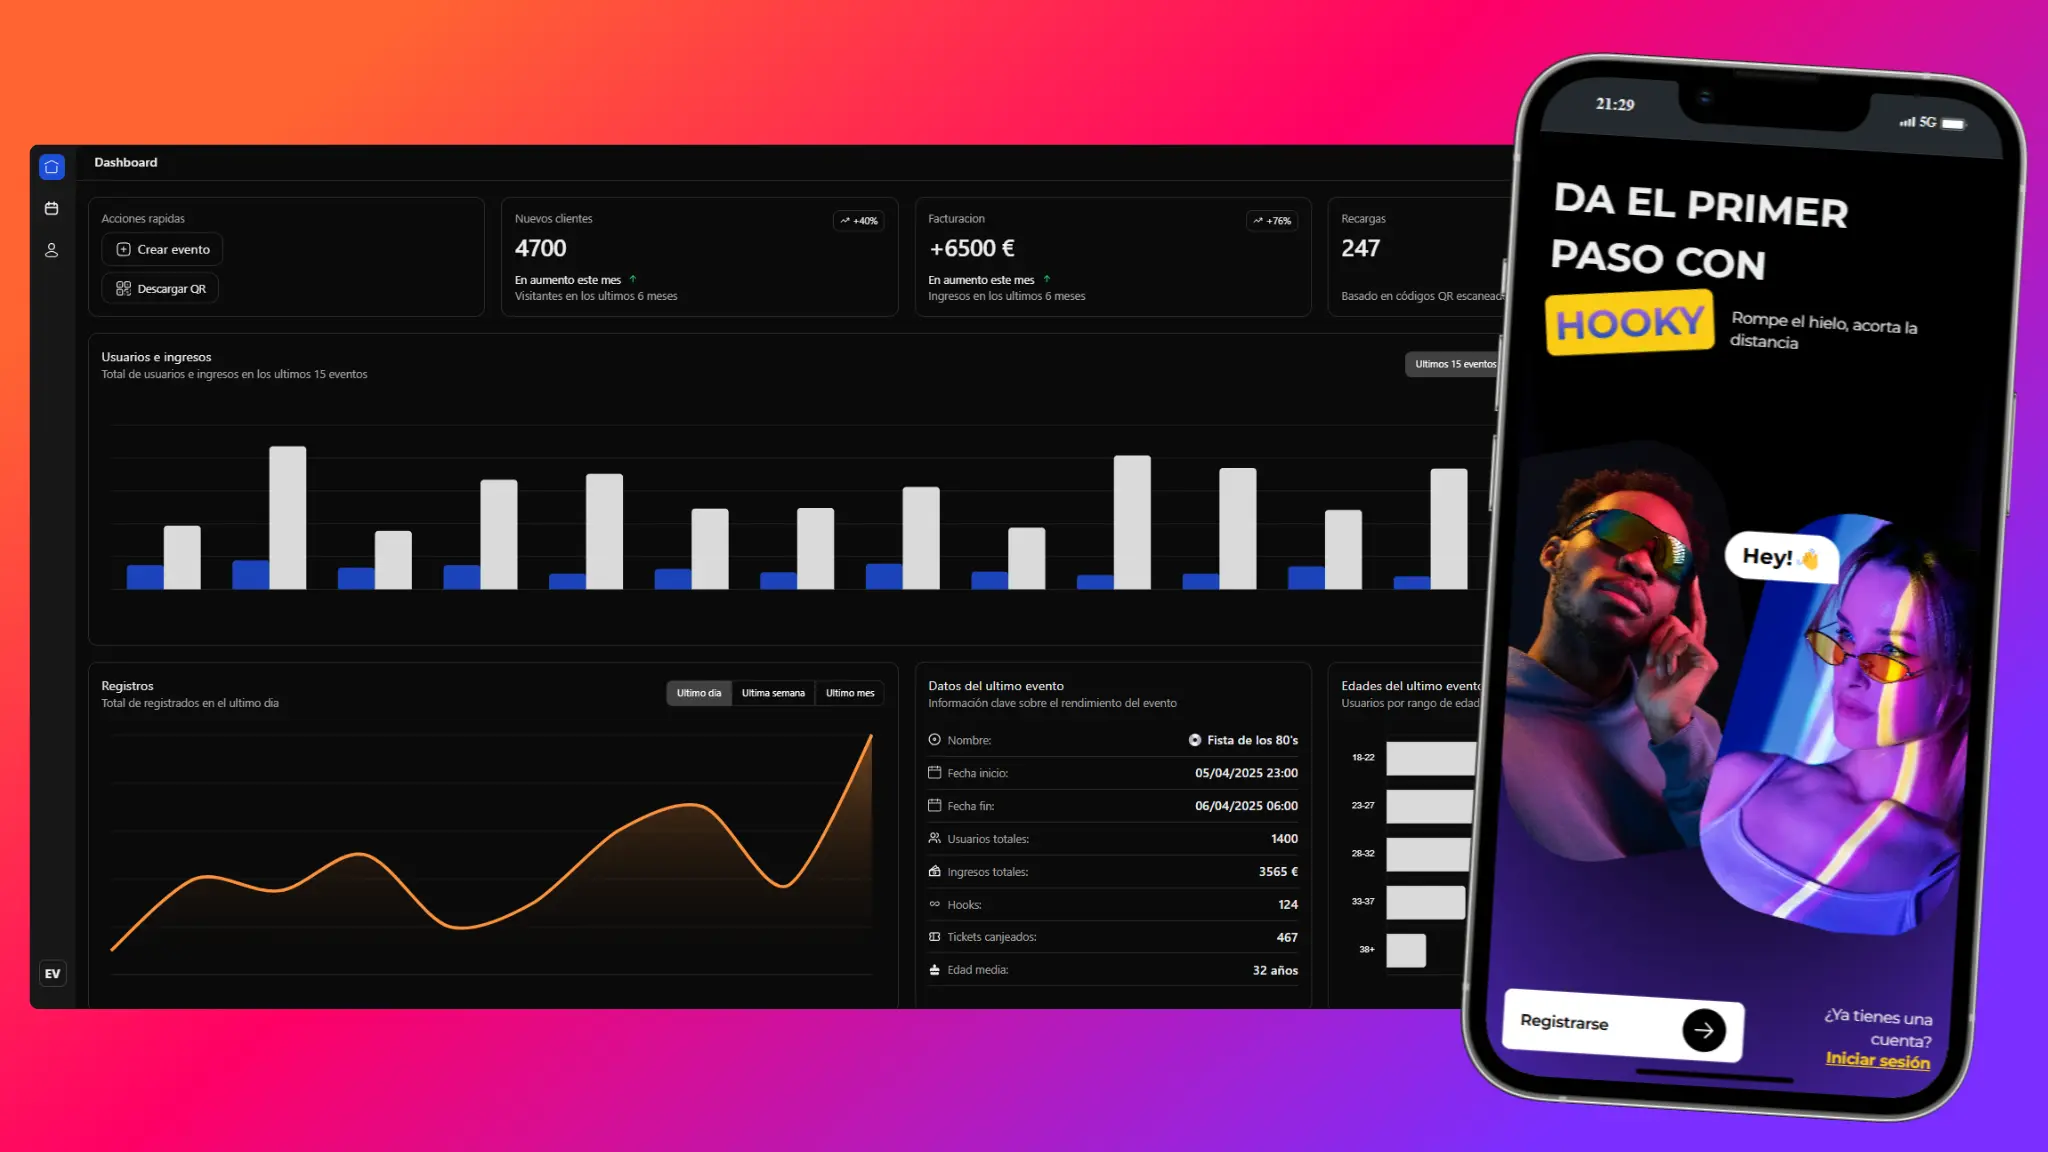 Dashboard
Acciones rapidas
Crear evento
Descargar QR
Nuevos clientes
+40%
4700
En aumento este mes
Visitantes en los ultimos 6 meses
Facturacion
+76%
+6500 €
En aumento este mes
Ingresos en los ultimos 6 meses
Recargas
247
Basado en códigos QR escanead
Usuarios e ingresos
Total de usuarios e ingresos en los ultimos 15 eventos
Ultimos 15 eventos
Registros
Total de registrados en el ultimo dia
Ultimo dia
Ultima semana
Ultimo mes
Datos del ultimo evento
Información clave sobre el rendimiento del evento
Nombre: Fista de los 80's
Fecha inicio: 05/04/2025 23:00
Fecha fin: 06/04/2025 06:00
Usuarios totales: 1400
Ingresos totales: 3565 €
Hooks: 124
Tickets canjeados: 467
Edad media: 32 años
Edades del ultimo evento
Usuarios por rango de edad
18-22
23-27
28-32
33-37
38+
EV
21:29
5G
DA EL PRIMER
PASO CON
HOOKY
Rompe el hielo, acorta la
distancia
Hey! 👋
Registrarse
¿Ya tienes una
cuenta?
Iniciar sesión